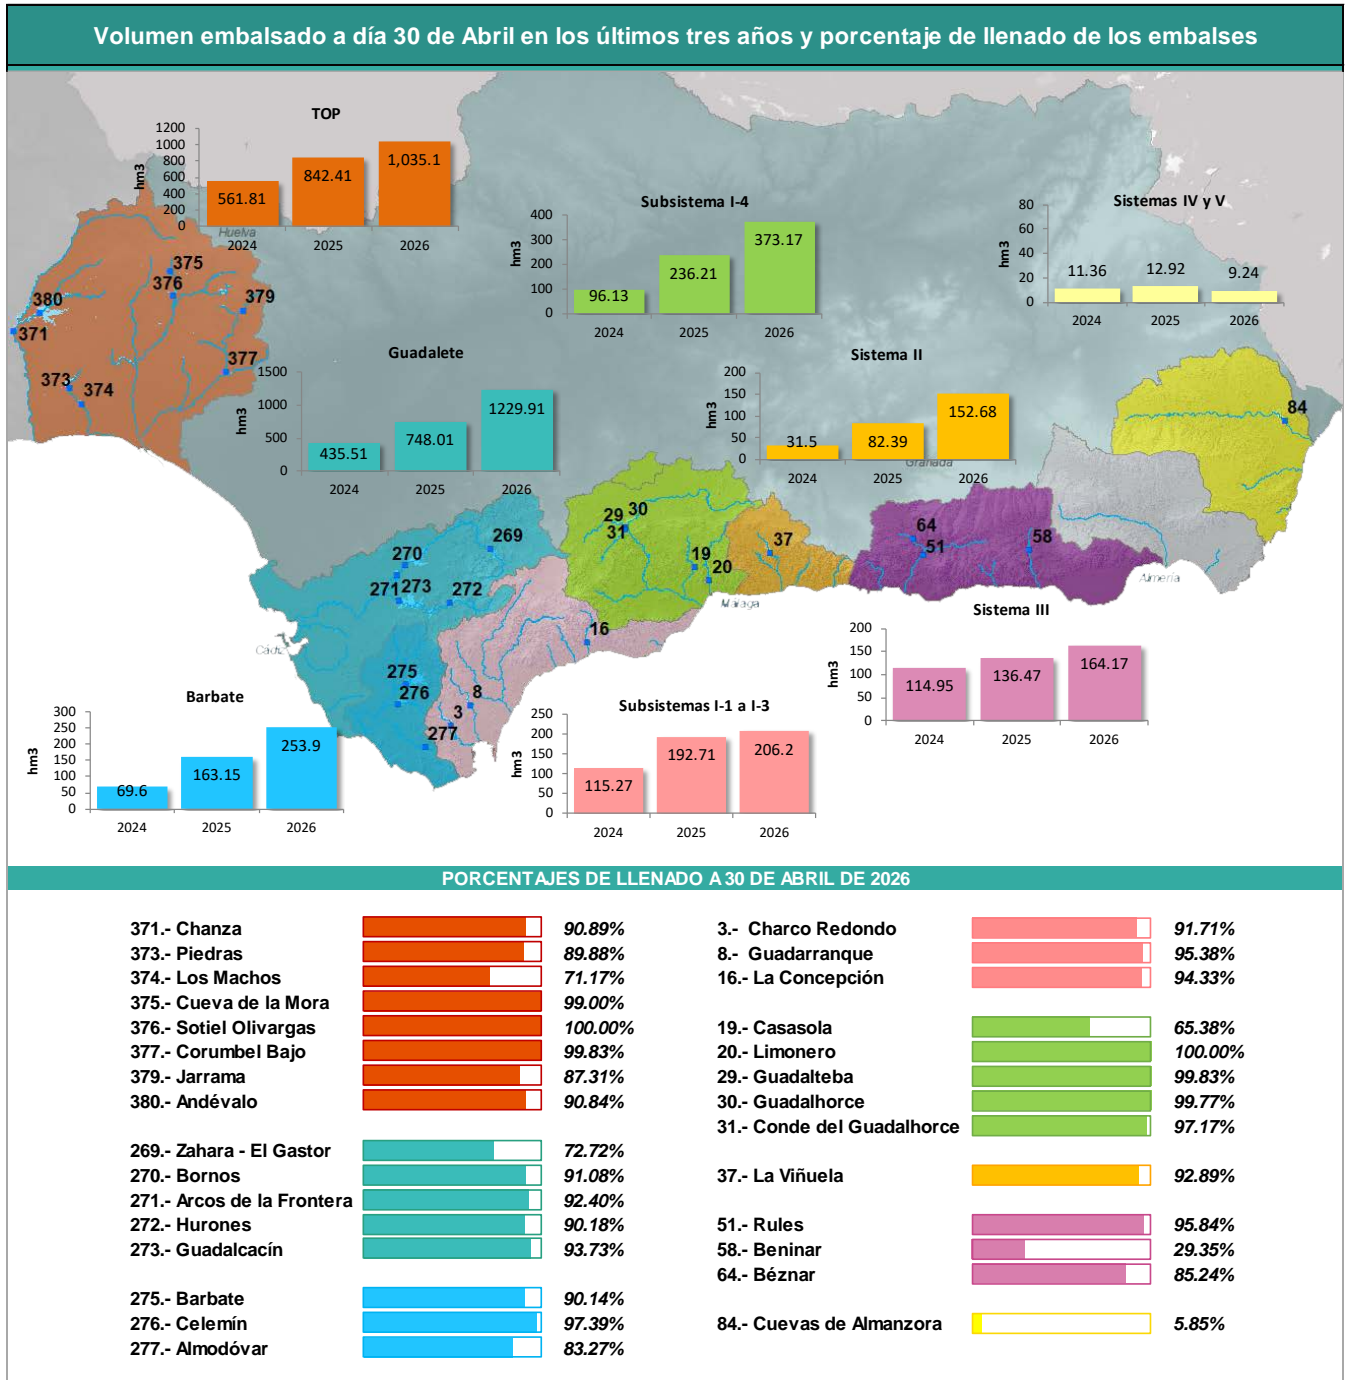 Volumen embalsado a día 30 de Abril en los últimos tres años y porcentaje de llenado de los embalses
TOP
hm3
1200
1000
800
600
400
200
0
561.81
842.41
1,035.1
2024
2025
2026
Huelva
Subsistema I-4
hm3
400
300
200
100
0
96.13
236.21
373.17
2024
2025
2026
Sistemas IV y V
hm3
80
60
40
20
0
11.36
12.92
9.24
2024
2025
2026
Guadalete
hm3
1500
1000
500
0
435.51
748.01
1229.91
2024
2025
2026
Sistema II
hm3
200
150
100
50
0
31.5
82.39
152.68
2024
2025
2026
Granada
375
376
380
379
371
377
373
374
84
29
30
31
19
20
37
64
51
58
269
270
271
273
272
16
275
276
277
3
8
Cádiz
Málaga
Almería
Sistema III
hm3
200
150
100
50
0
114.95
136.47
164.17
2024
2025
2026
Barbate
hm3
300
250
200
150
100
50
0
69.6
163.15
253.9
2024
2025
2026
Subsistemas I-1 a I-3
hm3
250
200
150
100
50
0
115.27
192.71
206.2
2024
2025
2026
PORCENTAJES DE LLENADO A 30 DE ABRIL DE 2026
371.- Chanza 90.89%
373.- Piedras 89.88%
374.- Los Machos 71.17%
375.- Cueva de la Mora 99.00%
376.- Sotiel Olivargas 100.00%
377.- Corumbel Bajo 99.83%
379.- Jarrama 87.31%
380.- Andévalo 90.84%
269.- Zahara - El Gastor 72.72%
270.- Bornos 91.08%
271.- Arcos de la Frontera 92.40%
272.- Hurones 90.18%
273.- Guadalcacín 93.73%
275.- Barbate 90.14%
276.- Celemín 97.39%
277.- Almodóvar 83.27%
3.- Charco Redondo 91.71%
8.- Guadarranque 95.38%
16.- La Concepción 94.33%
19.- Casasola 65.38%
20.- Limonero 100.00%
29.- Guadalteba 99.83%
30.- Guadalhorce 99.77%
31.- Conde del Guadalhorce 97.17%
37.- La Viñuela 92.89%
51.- Rules 95.84%
58.- Beninar 29.35%
64.- Béznar 85.24%
84.- Cuevas de Almanzora 5.85%